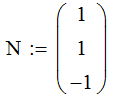 N := ( 1
1
-1 )